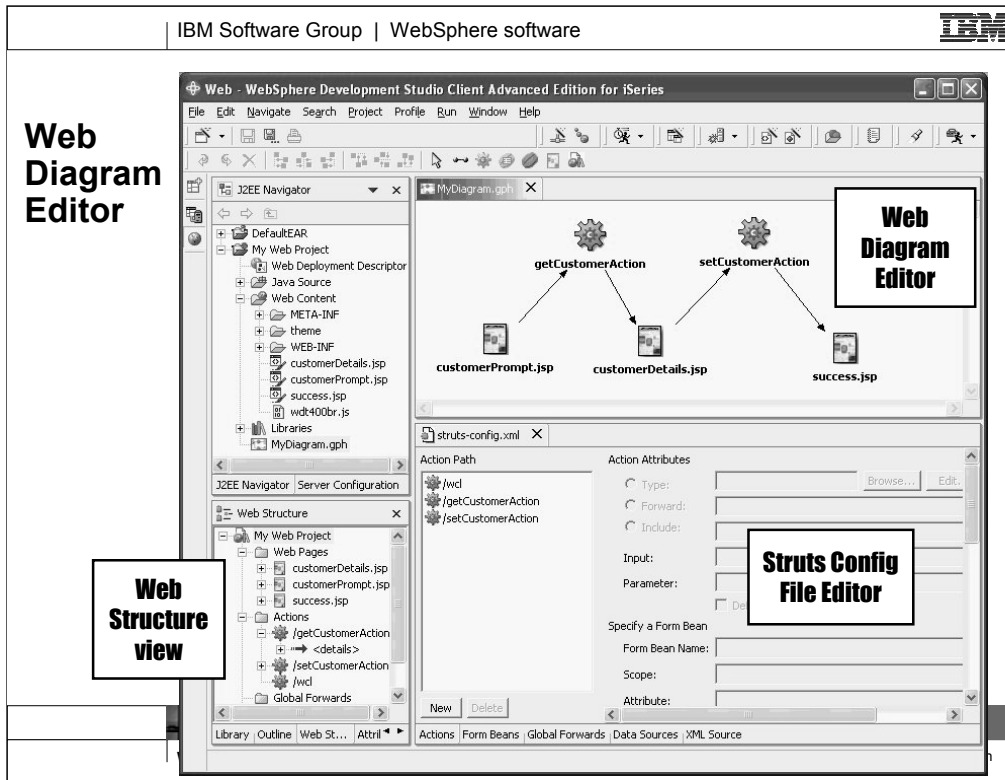 IBM Software Group | WebSphere software
IBM
Web
Diagram
Editor
Web - WebSphere Development Studio Client Advanced Edition for iSeries
File Edit Navigate Search Project Profile Run Window Help
J2EE Navigator
DefaultEAR
My Web Project
Web Deployment Descriptor
Java Source
Web Content
META-INF
theme
WEB-INF
customerDetails.jsp
customerPrompt.jsp
success.jsp
wdt400br.js
Libraries
MyDiagram.gph
J2EE Navigator Server Configuration
MyDiagram.gph
getCustomerAction
setCustomerAction
customerPrompt.jsp
customerDetails.jsp
success.jsp
Web
Diagram
Editor
Web Structure
My Web Project
Web Pages
customerDetails.jsp
customerPrompt.jsp
success.jsp
Actions
/getCustomerAction
<details>
/setCustomerAction
/wcl
Global Forwards
Library Outline Web St... Attri
Web
Structure
view
struts-config.xml
Action Path
/wcl
/getCustomerAction
/setCustomerAction
New Delete
Action Attributes
Type: Browse... Edit.
Forward:
Include:
Input:
Parameter:
Specify a Form Bean
Form Bean Name:
Scope:
Attribute:
Struts Config
File Editor
Actions Form Beans Global Forwards Data Sources XML Source